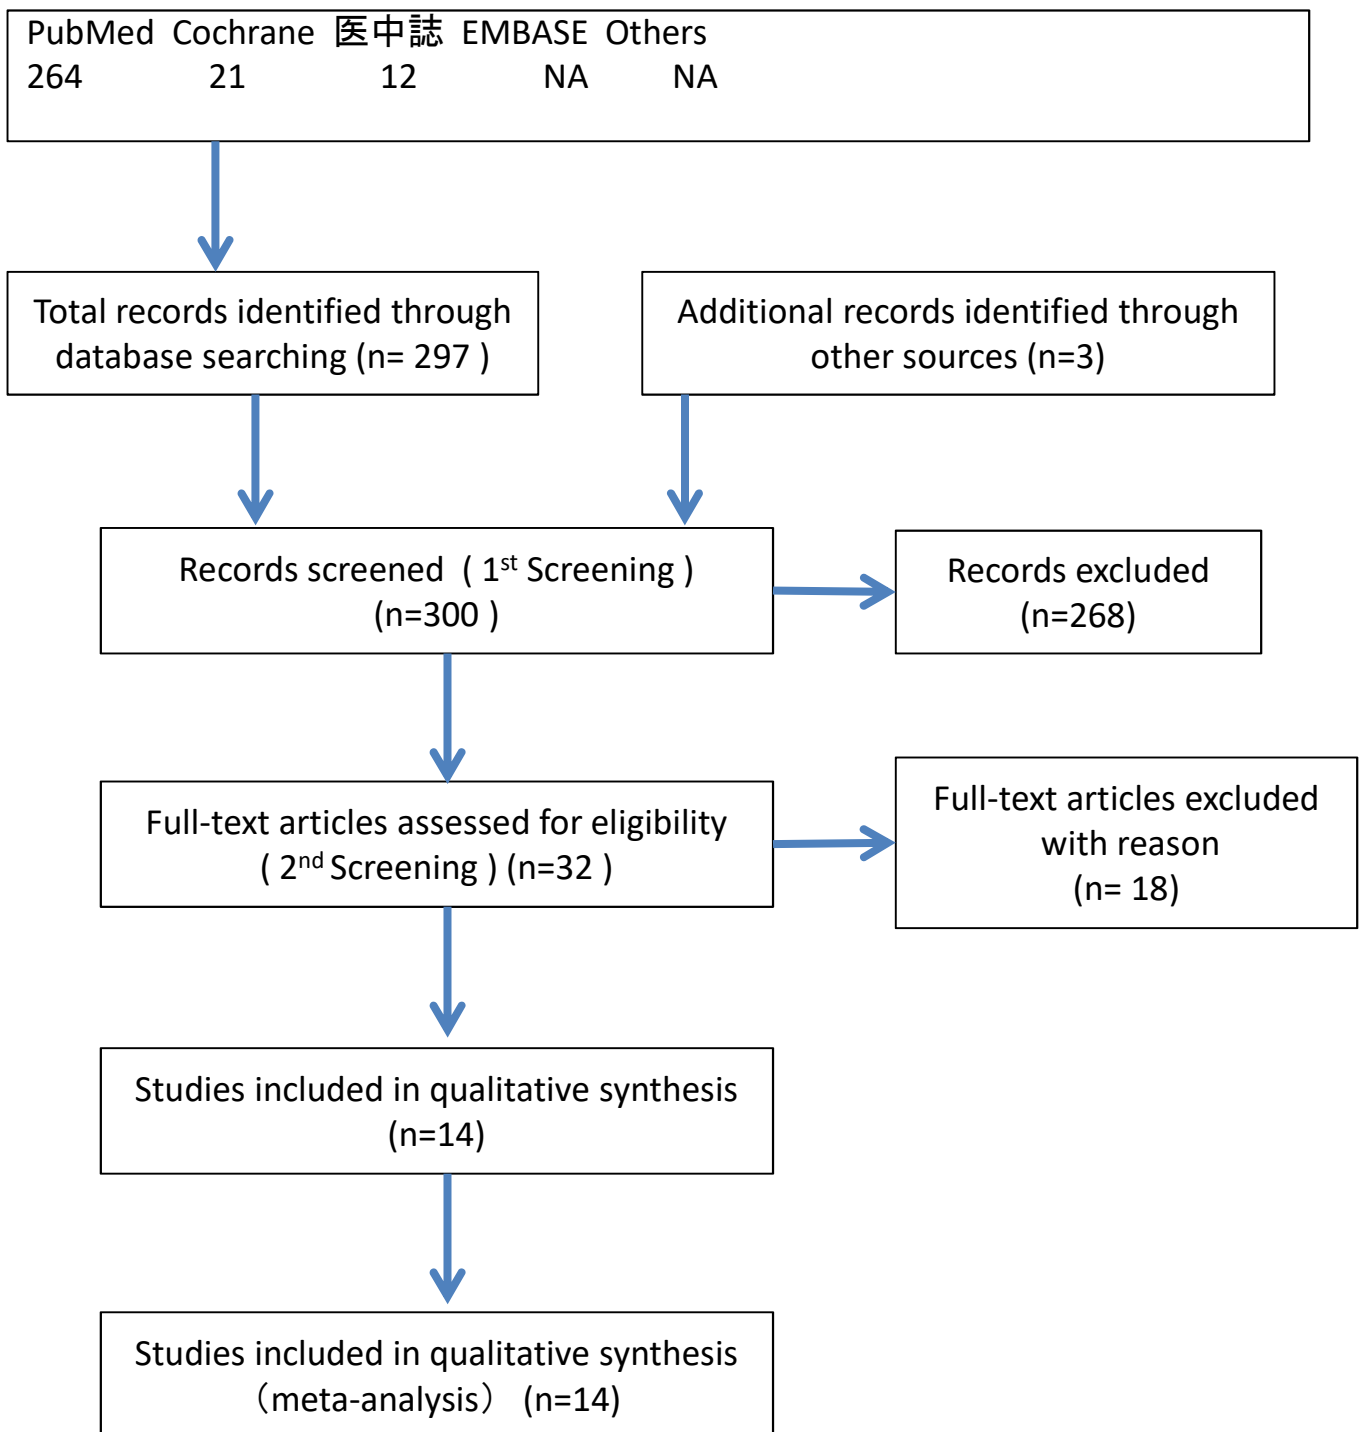 PubMed Cochrane 医中誌 EMBASE Others
264 21 12 NA NA
Total records identified through
database searching (n= 297 )
Additional records identified through
other sources (n=3)
Records screened ( 1st Screening )
(n=300 )
Records excluded
(n=268)
Full-text articles assessed for eligibility
( 2nd Screening ) (n=32 )
Full-text articles excluded
with reason
(n= 18)
Studies included in qualitative synthesis
(n=14)
Studies included in qualitative synthesis
（meta-analysis） (n=14)